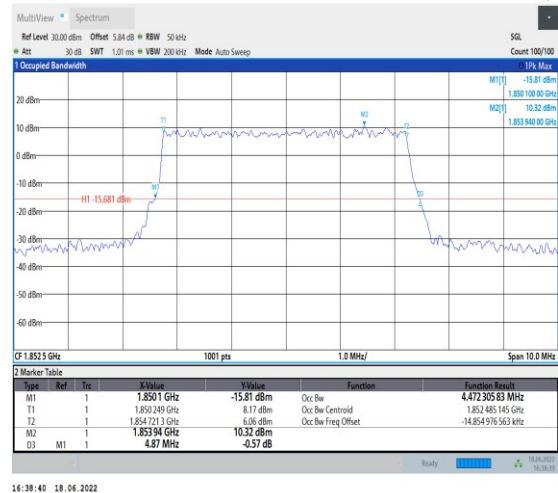 MultiView Spectrum
Ref Level 30.00 dBm Offset 5.84 dB RBW 50 kHz SGL
Att 30 dB SWT 1.01 ms VBW 200 kHz Mode Auto Sweep Count 100/100
1 Occupied Bandwidth 1Pk Max
M1[1] -15.81 dBm
1.850 100 00 GHz
M2[1] 10.32 dBm
1.853 940 00 GHz
20 dBm
M2
T1
T2
10 dBm
0 dBm
-10 dBm
M1
D3
H1 -15.681 dBm
-20 dBm
-30 dBm
-40 dBm
-50 dBm
-60 dBm
CF 1.852 5 GHz 1001 pts 1.0 MHz/ Span 10.0 MHz
2 Marker Table
Type Ref Trc X-Value Y-Value Function Function Result
M1 1 1.8501 GHz -15.81 dBm Occ Bw 4.472 305 83 MHz
T1 1 1.850 249 GHz 8.17 dBm Occ Bw Centroid 1.852 485 145 GHz
T2 1 1.854 721 3 GHz 6.06 dBm Occ Bw Freq Offset -14.854 976 563 kHz
M2 1 1.853 94 GHz 10.32 dBm
D3 M1 1 4.87 MHz -0.57 dB
Ready 18.06.2022
16:38:39
16:38:40 18.06.2022